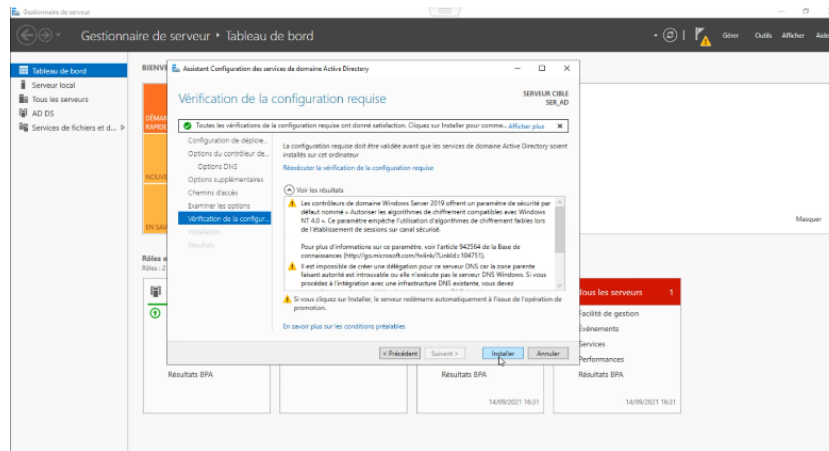 Gestionnaire de serveur
Gestionnaire de serveur • Tableau de bord
Gérer Outils Afficher Aide
Tableau de bord
Serveur local
Tous les serveurs
AD DS
Services de fichiers et d...
BIENVE
DÉMAR
RAPIDE
NOUVE
EN SAV
Masquer
Assistant Configuration des services de domaine Active Directory
Vérification de la configuration requise
SERVEUR CIBLE
SER_AD
Toutes les vérifications de la configuration requise ont donné satisfaction. Cliquez sur Installer pour comme... Afficher plus
Configuration de déploie...
Options du contrôleur de...
Options DNS
Options supplémentaires
Chemins d'accès
Examiner les options
Vérification de la configur...
Installation
Résultats
La configuration requise doit être validée avant que les services de domaine Active Directory soient
installés sur cet ordinateur
Réexécuter la vérification de la configuration requise
Voir les résultats
Les contrôleurs de domaine Windows Server 2019 offrent un paramètre de sécurité par
défaut nommé « Autoriser les algorithmes de chiffrement compatibles avec Windows
NT 4.0 ». Ce paramètre empêche l'utilisation d'algorithmes de chiffrement faibles lors
de l'établissement de sessions sur canal sécurisé.
Pour plus d'informations sur ce paramètre, voir l'article 942564 de la Base de
connaissances (http://go.microsoft.com/fwlink/?LinkId=104751).
Il est impossible de créer une délégation pour ce serveur DNS car la zone parente
faisant autorité est introuvable ou elle n'exécute pas le serveur DNS Windows. Si vous
procédez à l'intégration avec une infrastructure DNS existante, vous devez
Si vous cliquez sur Installer, le serveur redémarre automatiquement à l'issue de l'opération de
promotion.
En savoir plus sur les conditions préalables
< Précédent Suivant > Installer Annuler
Rôles e
Rôles : 2
Tous les serveurs 1
Facilité de gestion
Événements
Services
Performances
Résultats BPA
Résultats BPA
Résultats BPA
14/09/2021 16:31
14/09/2021 16:31